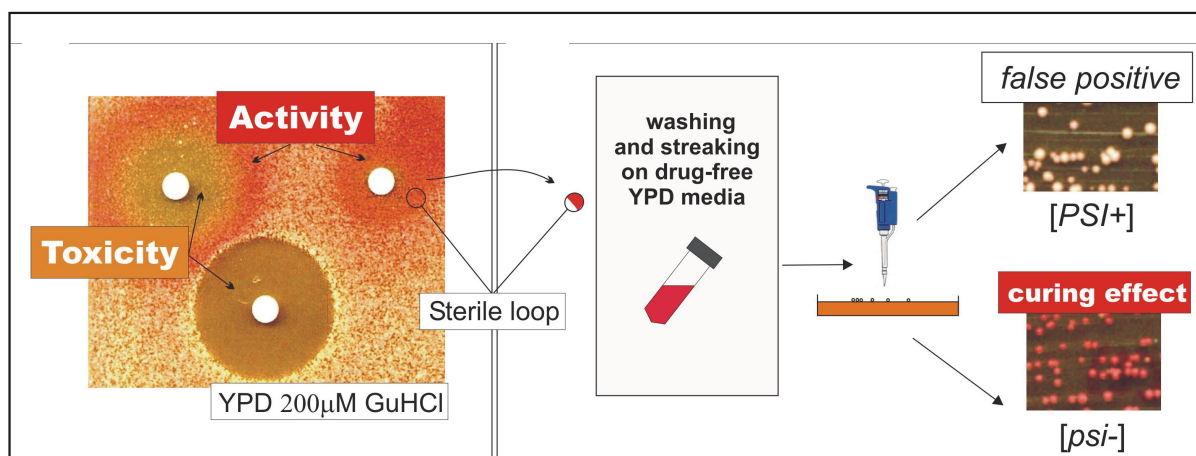 Activity
Toxicity
Sterile loop
YPD 200μM GuHCl
washing
and streaking
on drug-free
YPD media
false positive
[PSI+]
curing effect
[psi-]